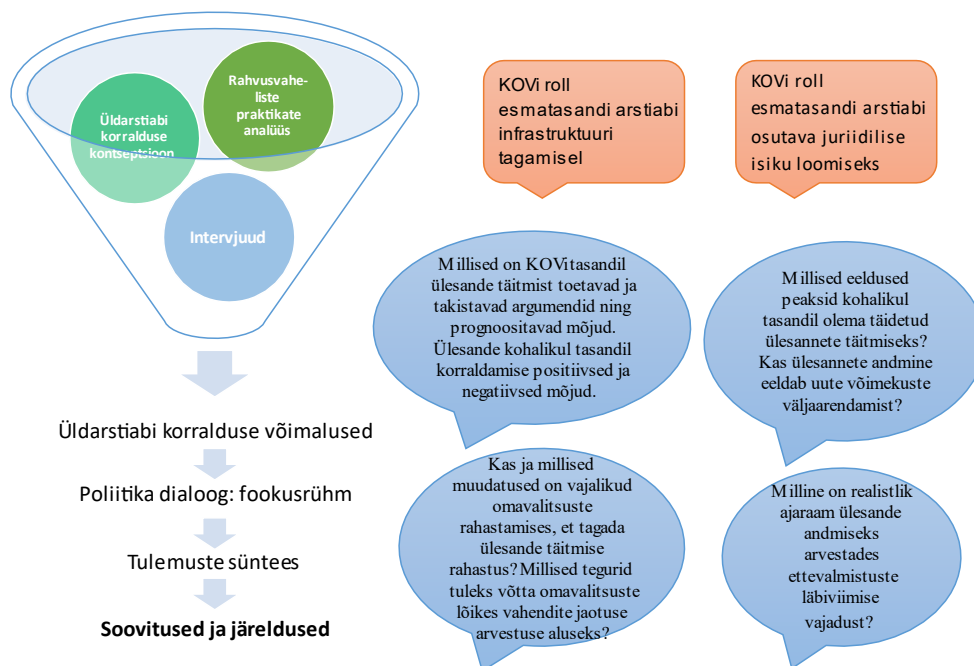 Üldarstiabi
korralduse
kontseptsioon
Rahvusvahe-
liste
praktikate
analüüs
Intervjuud
Üldarstiabi korralduse võimalused
Poliitika dialoog: fookusrühm
Tulemuste süntees
Soovitused ja järeldused
KOVi roll
esmatasandi arstiabi
infrastruktuuri
tagamisel
KOVi roll
esmatasandi arstiabi
osutava juriidilise
isiku loomiseks
Millised on KOVitasandil
ülesande täitmist toetavad ja
takistavad argumendid ning
prognoositavad mõjud.
Ülesande kohalikul tasandil
korraldamise positiivsed ja
negatiivsed mõjud.
Millised eeldused
peaksid kohalikul
tasandil olema täidetud
ülesannete täitmiseks?
Kas ülesannete andmine
eeldab uute võimekuste
väljaarendamist?
Kas ja millised
muudatused on vajalikud
omavalitsuste
rahastamises, et tagada
ülesande täitmise
rahastus? Millised tegurid
tuleks võtta omavalitsuste
lõikes vahendite jaotuse
arvestuse aluseks?
Milline on realistlik
ajaraam ülesande
andmiseks
arvestades
ettevalmistuste
läbiviimise
vajadust?